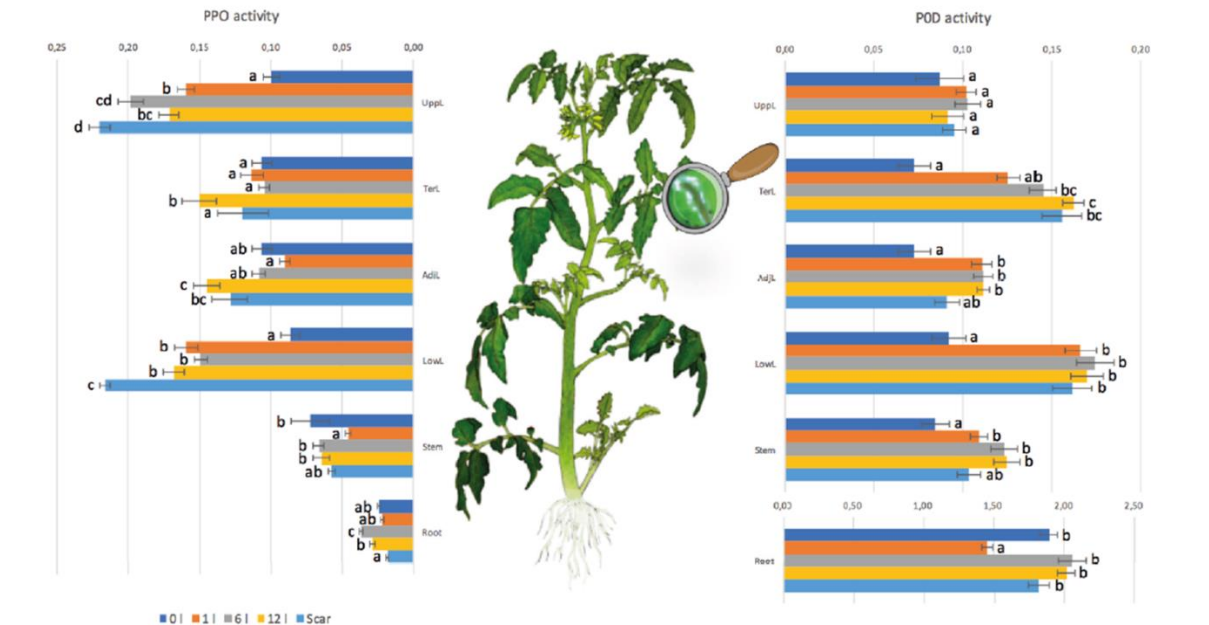 PPO activity
0,25 0,20 0,15 0,10 0,05 0,00
a
b
cd
bc
d
UppL
a
a
a
b
a
TerL
ab
a
ab
c
bc
AdjL
a
b
b
b
c
LowL
b
a
b
b
ab
Stem
ab
ab
c
b
a
Root
0 I 1 I 6 I 12 I Scar
POD activity
0,00 0,05 0,10 0,15 0,20
UppL
a
a
a
a
a
TerL
a
ab
bc
c
bc
AdjL
a
b
b
b
ab
LowL
a
b
b
b
b
Stem
a
b
b
b
ab
0,00 0,50 1,00 1,50 2,00 2,50
Root
b
a
b
b
b